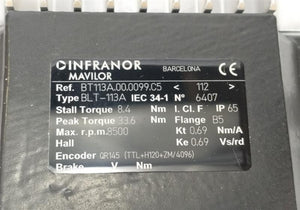 INFRANOR
MAVILOR BARCELONA
Ref. BT113A.00.0099.C5 < 112 >
Type BLT-113A IEC 34-1 Nº 6407
Stall Torque 8.4 Nm I. Cl. F IP 65
Peak Torque 33.6 Nm Flange B5
Max. r.p.m. 8500 Kt 0.69 Nm/A
Hall Ke 0.69 Vs/rd
Encoder QR145 (TTL+H120+ZM/4096)
Brake V Nm